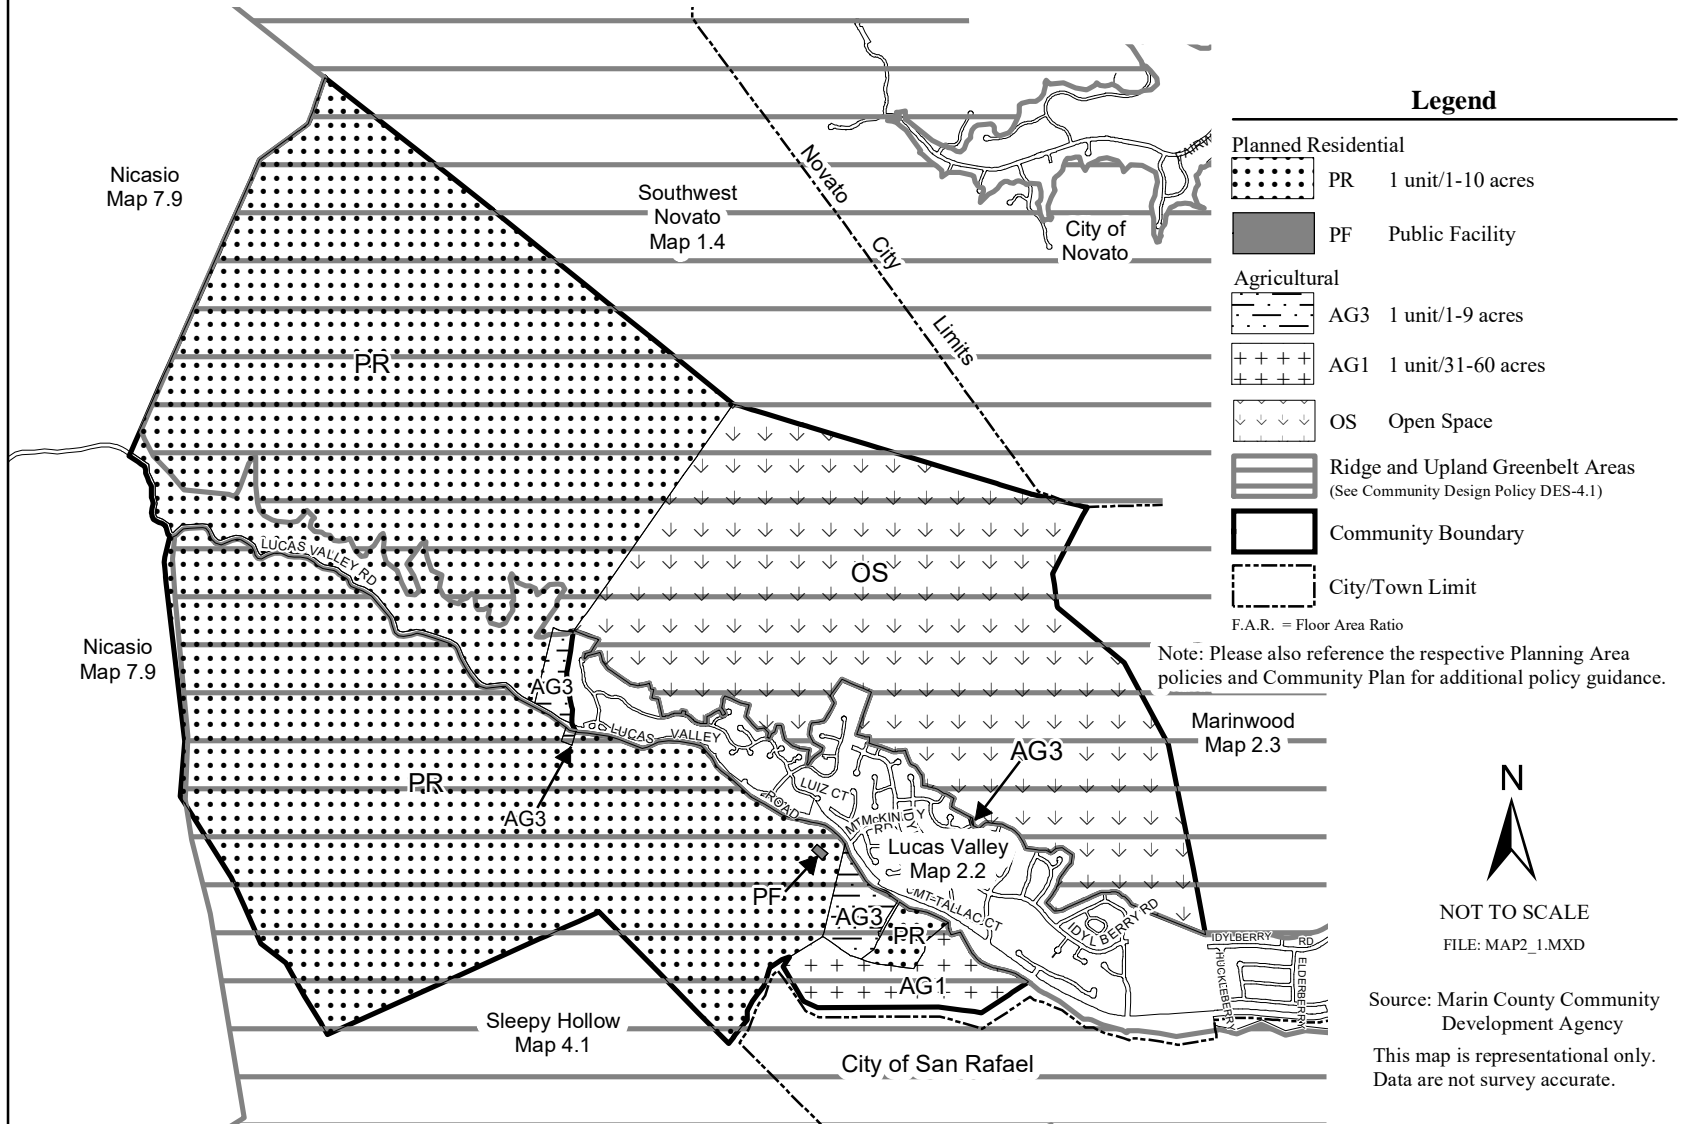 Nicasio
Map 7.9
Southwest
Novato
Map 1.4
Novato
City
Limits
City of
Novato
PR
LUCAS VALLEY RD
OS
Nicasio
Map 7.9
AG3
LUCAS VALLEY
ROAD
PR
AG3
LUIZ CT
AG3
Lucas Valley
Map 2.2
PF
AG3
PR
AG1
IDYLBERRY RD
IDYLBERRY RD
HUCKLEBERRY
ELDERBERRY
Marinwood
Map 2.3
Sleepy Hollow
Map 4.1
City of San Rafael
Legend
Planned Residential
PR 1 unit/1-10 acres
PF Public Facility
Agricultural
AG3 1 unit/1-9 acres
AG1 1 unit/31-60 acres
OS Open Space
Ridge and Upland Greenbelt Areas
(See Community Design Policy DES-4.1)
Community Boundary
City/Town Limit
F.A.R. = Floor Area Ratio
Note: Please also reference the respective Planning Area
policies and Community Plan for additional policy guidance.
N
NOT TO SCALE
FILE: MAP2_1.MXD
Source: Marin County Community
Development Agency
This map is representational only.
Data are not survey accurate.